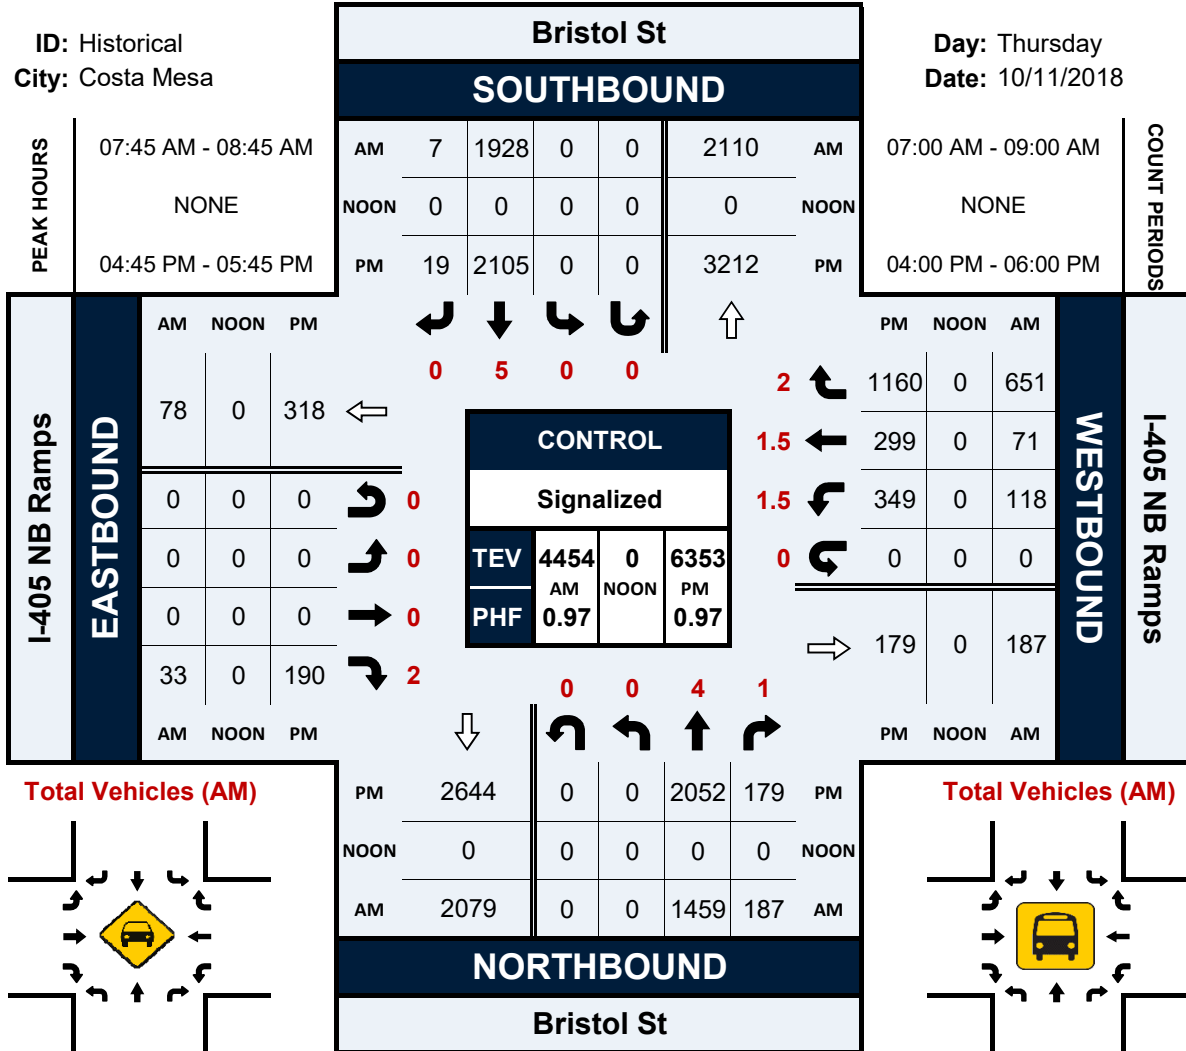 Bristol St
ID: Historical
City: Costa Mesa
Day: Thursday
Date: 10/11/2018
SOUTHBOUND
PEAK HOURS
07:45 AM - 08:45 AM
NONE
04:45 PM - 05:45 PM
AM 7 1928 0 0 2110 AM
NOON 0 0 0 0 0 NOON
PM 19 2105 0 0 3212 PM
07:00 AM - 09:00 AM
NONE
04:00 PM - 06:00 PM
COUNT PERIODS
0 5 0 0
I-405 NB Ramps
EASTBOUND
AM NOON PM
78 0 318
0 0 0 0
0 0 0 0
0 0 0 0
33 0 190 2
AM NOON PM
CONTROL
Signalized
TEV 4454 0 6353
AM NOON PM
PHF 0.97 0.97
PM NOON AM
2 1160 0 651
1.5 299 0 71
1.5 349 0 118
0 0 0 0
179 0 187
PM NOON AM
WESTBOUND
I-405 NB Ramps
0 0 4 1
PM 2644 0 0 2052 179 PM
NOON 0 0 0 0 0 NOON
AM 2079 0 0 1459 187 AM
NORTHBOUND
Bristol St
Total Vehicles (AM)
Total Vehicles (AM)